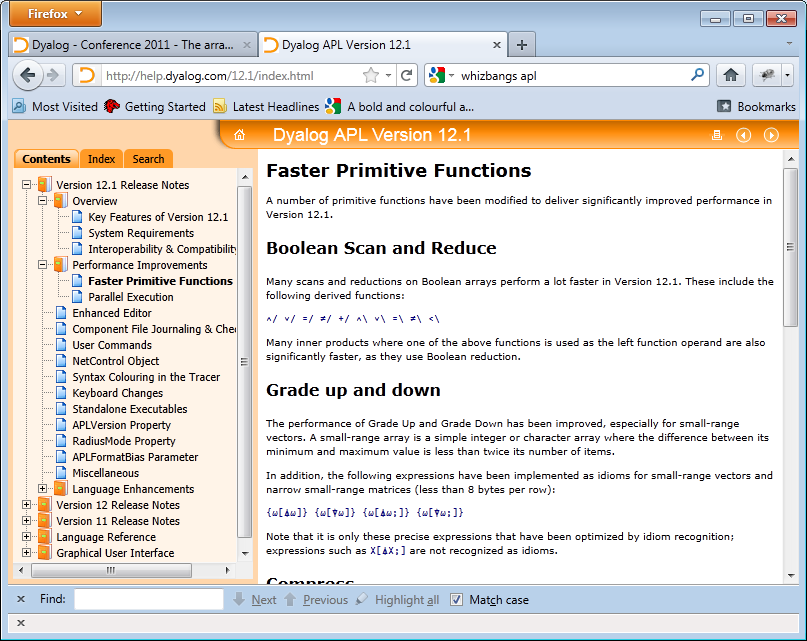 Firefox
Dyalog - Conference 2011 - The arra...
Dyalog APL Version 12.1
http://help.dyalog.com/12.1/index.html
whizbangs apl
Most Visited
Getting Started
Latest Headlines
A bold and colourful a...
Bookmarks
Dyalog APL Version 12.1
Contents
Index
Search
Version 12.1 Release Notes
Overview
Key Features of Version 12.1
System Requirements
Interoperability & Compatibility
Performance Improvements
Faster Primitive Functions
Parallel Execution
Enhanced Editor
Component File Journaling & Che
User Commands
NetControl Object
Syntax Colouring in the Tracer
Keyboard Changes
Standalone Executables
APLVersion Property
RadiusMode Property
APLFormatBias Parameter
Miscellaneous
Language Enhancements
Version 12 Release Notes
Version 11 Release Notes
Language Reference
Graphical User Interface
Faster Primitive Functions
A number of primitive functions have been modified to deliver significantly improved performance in
Version 12.1.
Boolean Scan and Reduce
Many scans and reductions on Boolean arrays perform a lot faster in Version 12.1. These include the
following derived functions:
∧/ ∨/ =/ ≠/ +/ ∧\ ∨\ =\ ≠\ <\
Many inner products where one of the above functions is used as the left function operand are also
significantly faster, as they use Boolean reduction.
Grade up and down
The performance of Grade Up and Grade Down has been improved, especially for small-range
vectors. A small-range array is a simple integer or character array where the difference between its
minimum and maximum value is less than twice its number of items.
In addition, the following expressions have been implemented as idioms for small-range vectors and
narrow small-range matrices (less than 8 bytes per row):
{⍵[⍋⍵]} {⍵[⍒⍵]} {⍵[⍋⍵;]} {⍵[⍒⍵;]}
Note that it is only these precise expressions that have been optimized by idiom recognition;
expressions such as X[⍋X;] are not recognized as idioms.
Compress
Find:
Next
Previous
Highlight all
Match case